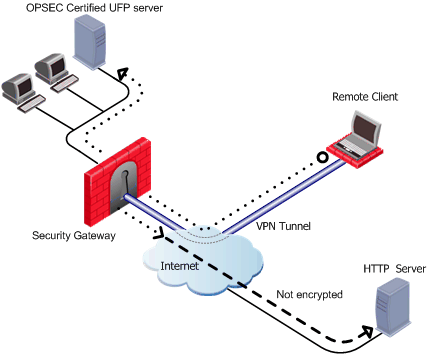 OPSEC Certified UFP server
Remote Client
Security Gateway
VPN Tunnel
Internet
HTTP Server
Not encrypted